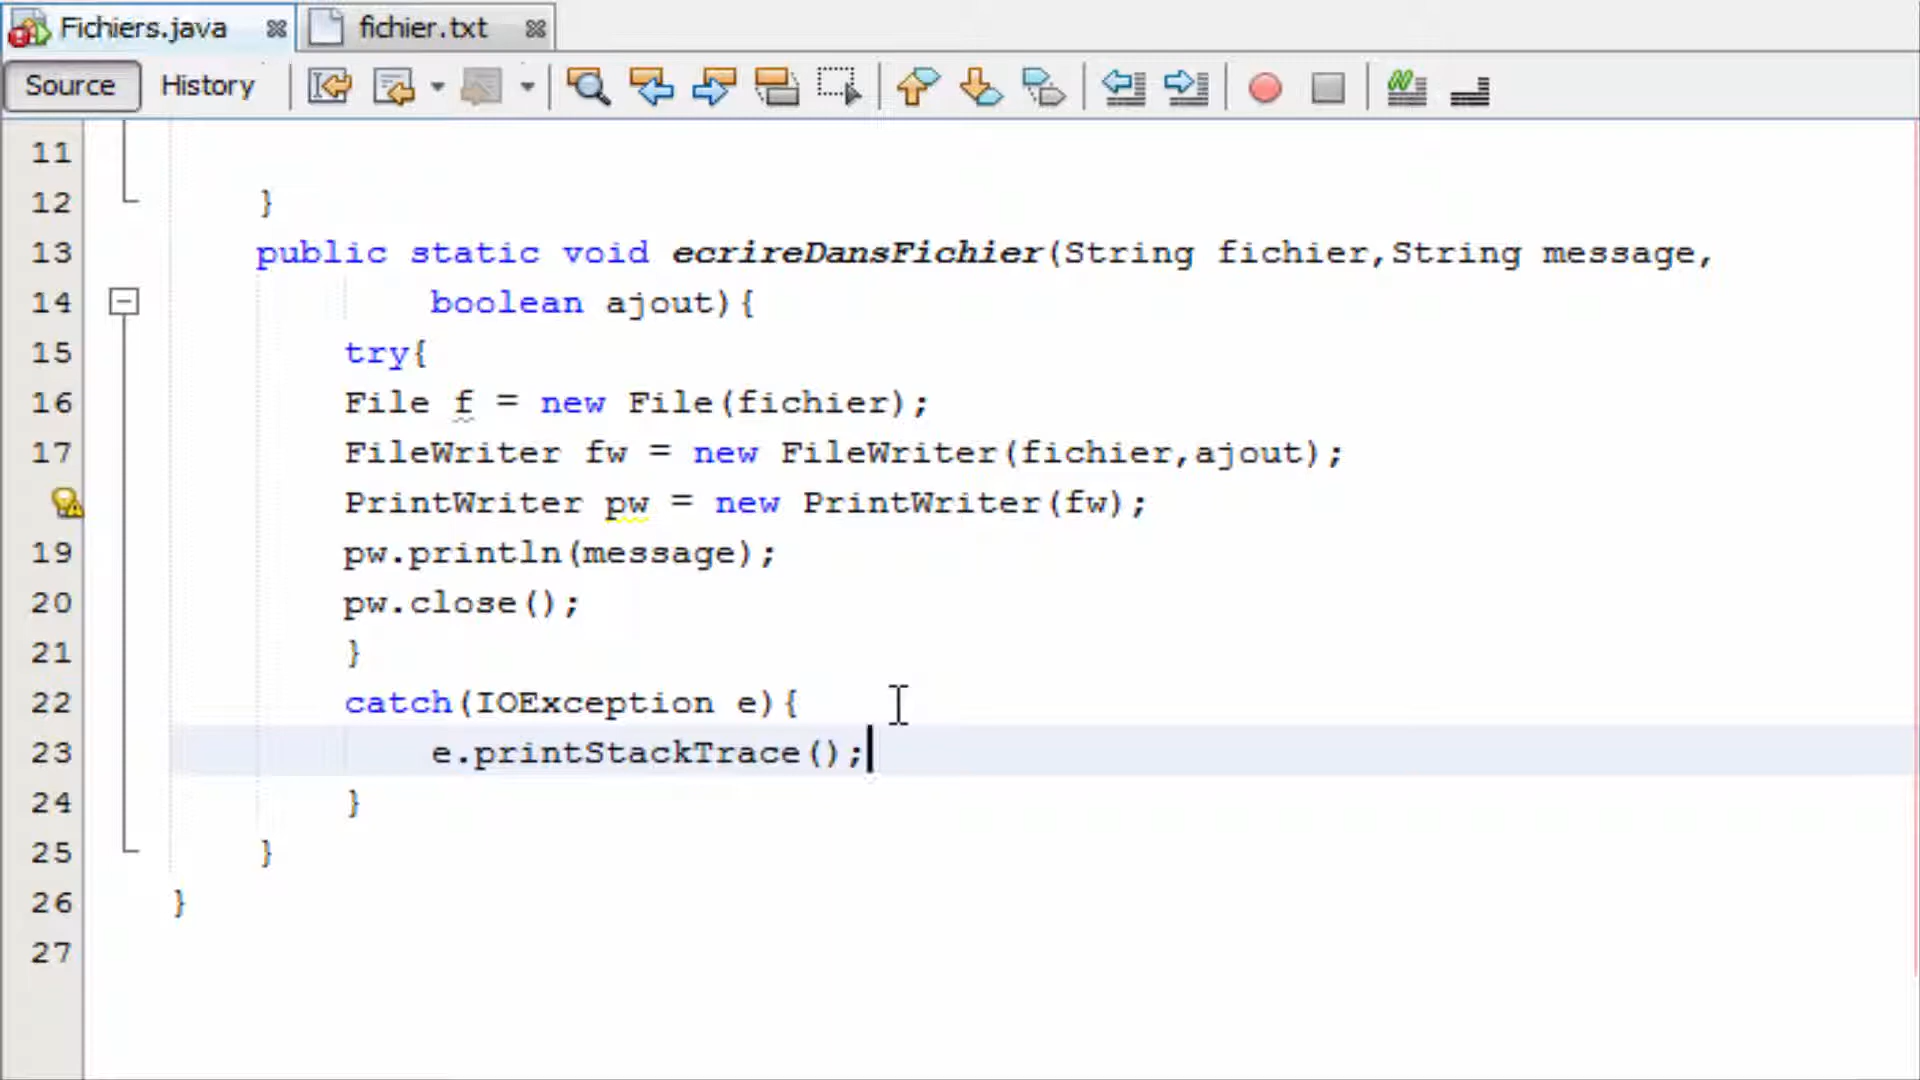 Fichiers.java fichier.txt
Source History
11
12 }
13 public static void ecrireDansFichier(String fichier,String message,
14 boolean ajout){
15 try{
16 File f = new File(fichier);
17 FileWriter fw = new FileWriter(fichier,ajout);
PrintWriter pw = new PrintWriter(fw);
19 pw.println(message);
20 pw.close();
21 }
22 catch(IOException e){
23 e.printStackTrace();
24 }
25 }
26 }
27